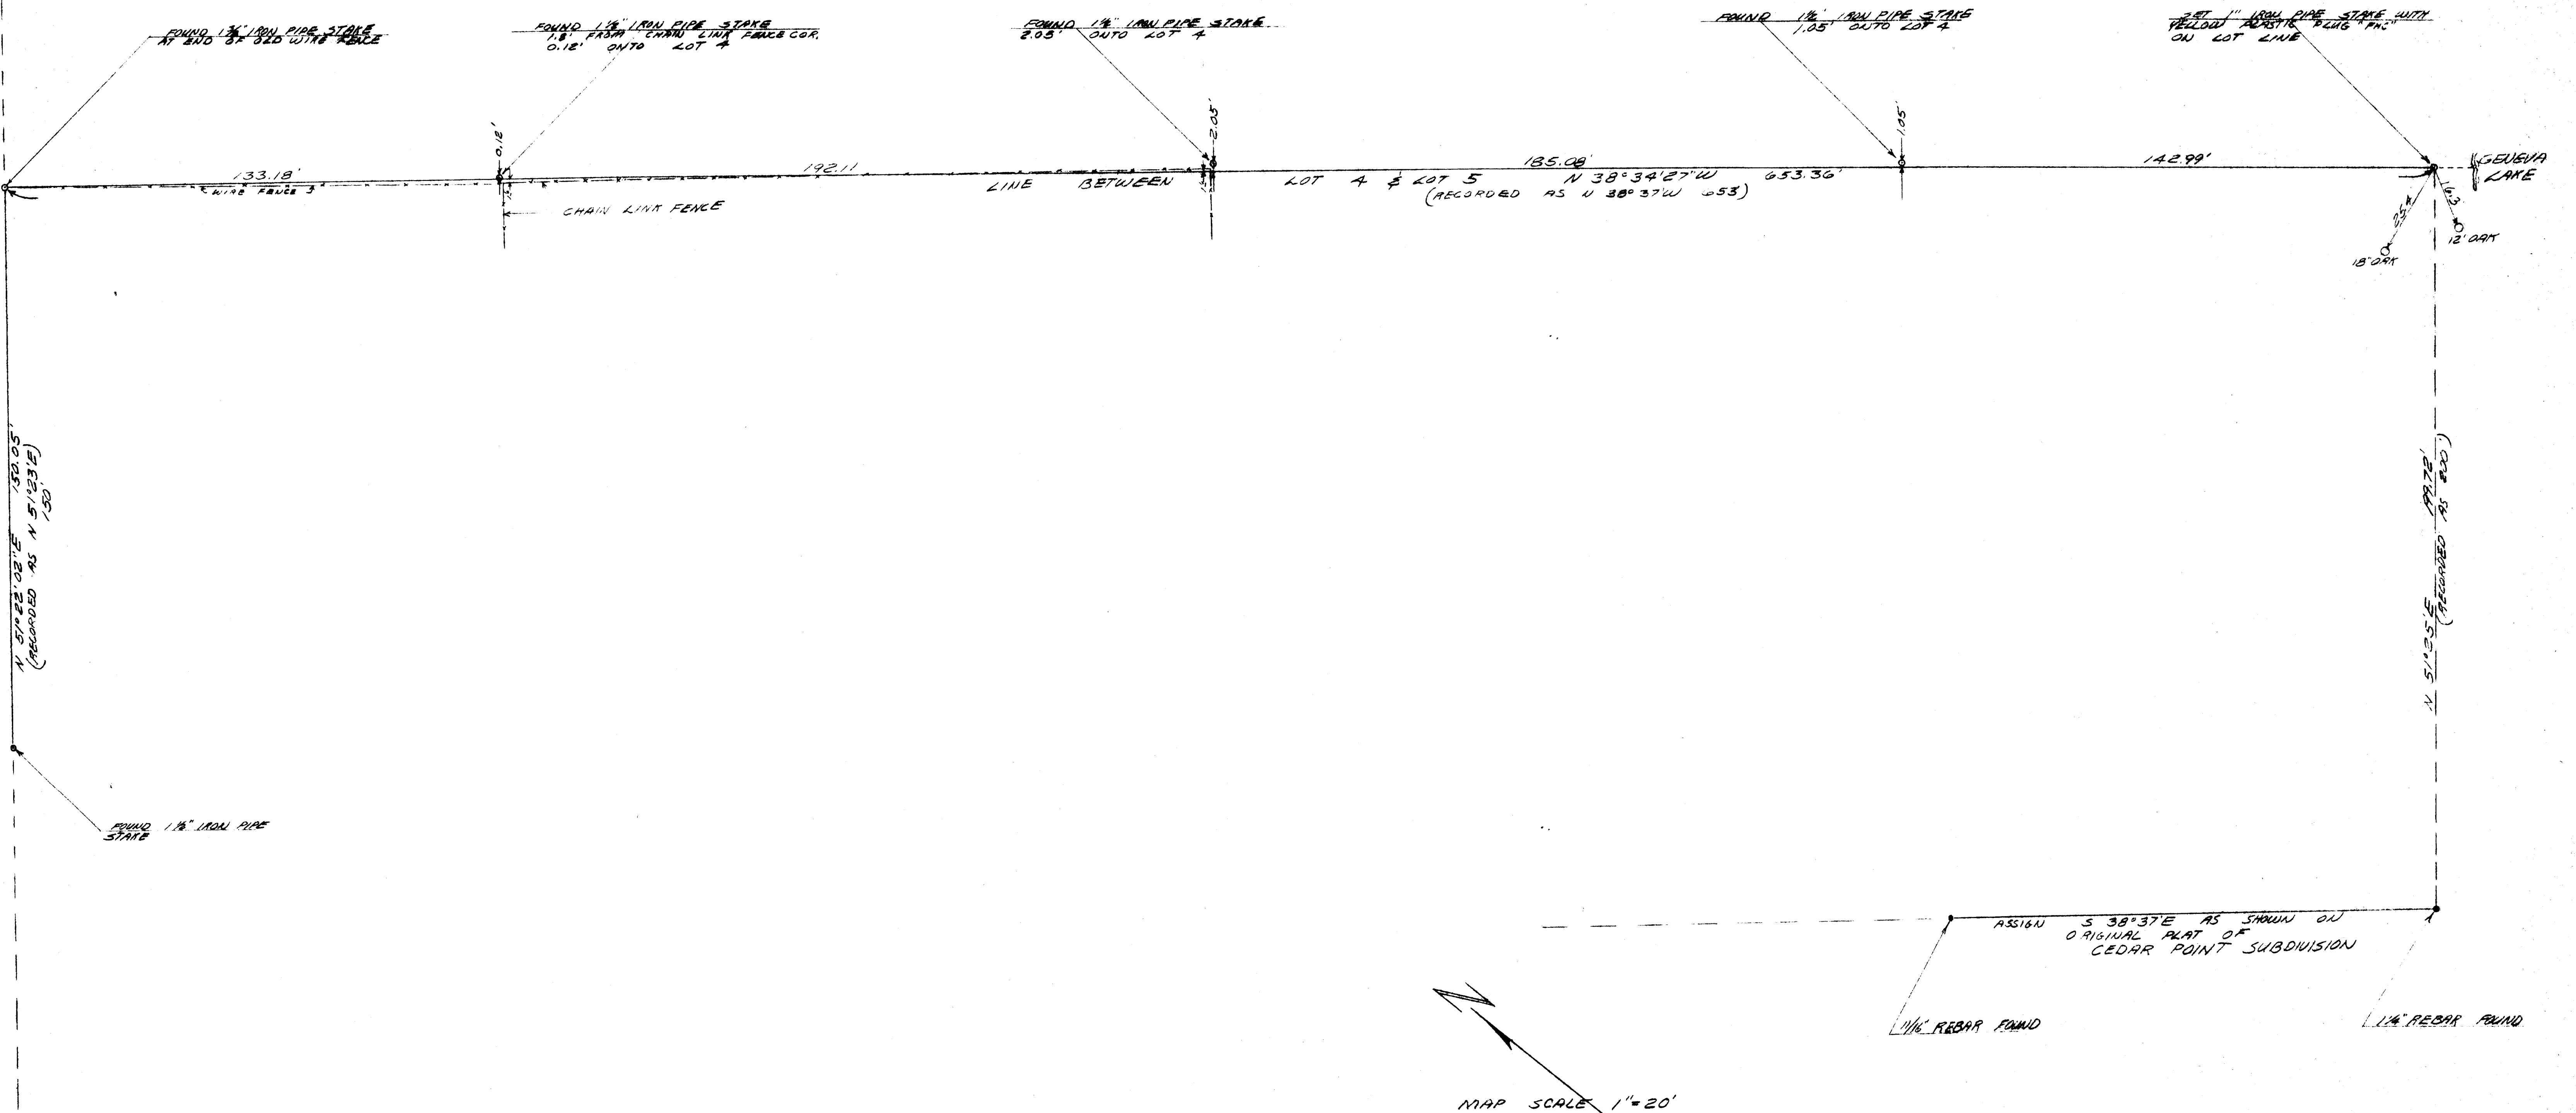 FOUND 1¼" IRON PIPE STAKE
AT END OF OLD WIRE FENCE
FOUND 1½" IRON PIPE STAKE
1.8' FROM CHAIN LINK FENCE COR.
0.12' ONTO LOT 4
FOUND 1½" IRON PIPE STAKE
2.05' ONTO LOT 4
FOUND 1½" IRON PIPE STAKE
1.05' ONTO LOT 4
SET 1" IRON PIPE STAKE WITH
YELLOW PLASTIC PLUG
ON LOT LINE
0.12'
2.05'
1.05'
133.18'
192.11
185.08'
142.99'
GENEVA
LAKE
WIRE FENCE
CHAIN LINK FENCE
LINE BETWEEN LOT 4 & LOT 5 N 38°34'27"W 653.36'
(RECORDED AS N 38°37'W 653)
16.3
12" OAK
18" OAK
N 51°22'02"E 150.05'
(RECORDED AS N 51°23'E)
150'
N 51°25'E 199.72'
(RECORDED AS 200')
FOUND 1½" IRON PIPE
STAKE
ASSIGN S 38°37'E AS SHOWN ON
ORIGINAL PLAT OF
CEDAR POINT SUBDIVISION
11/16" REBAR FOUND
1¼" REBAR FOUND
N
MAP SCALE 1"=20'